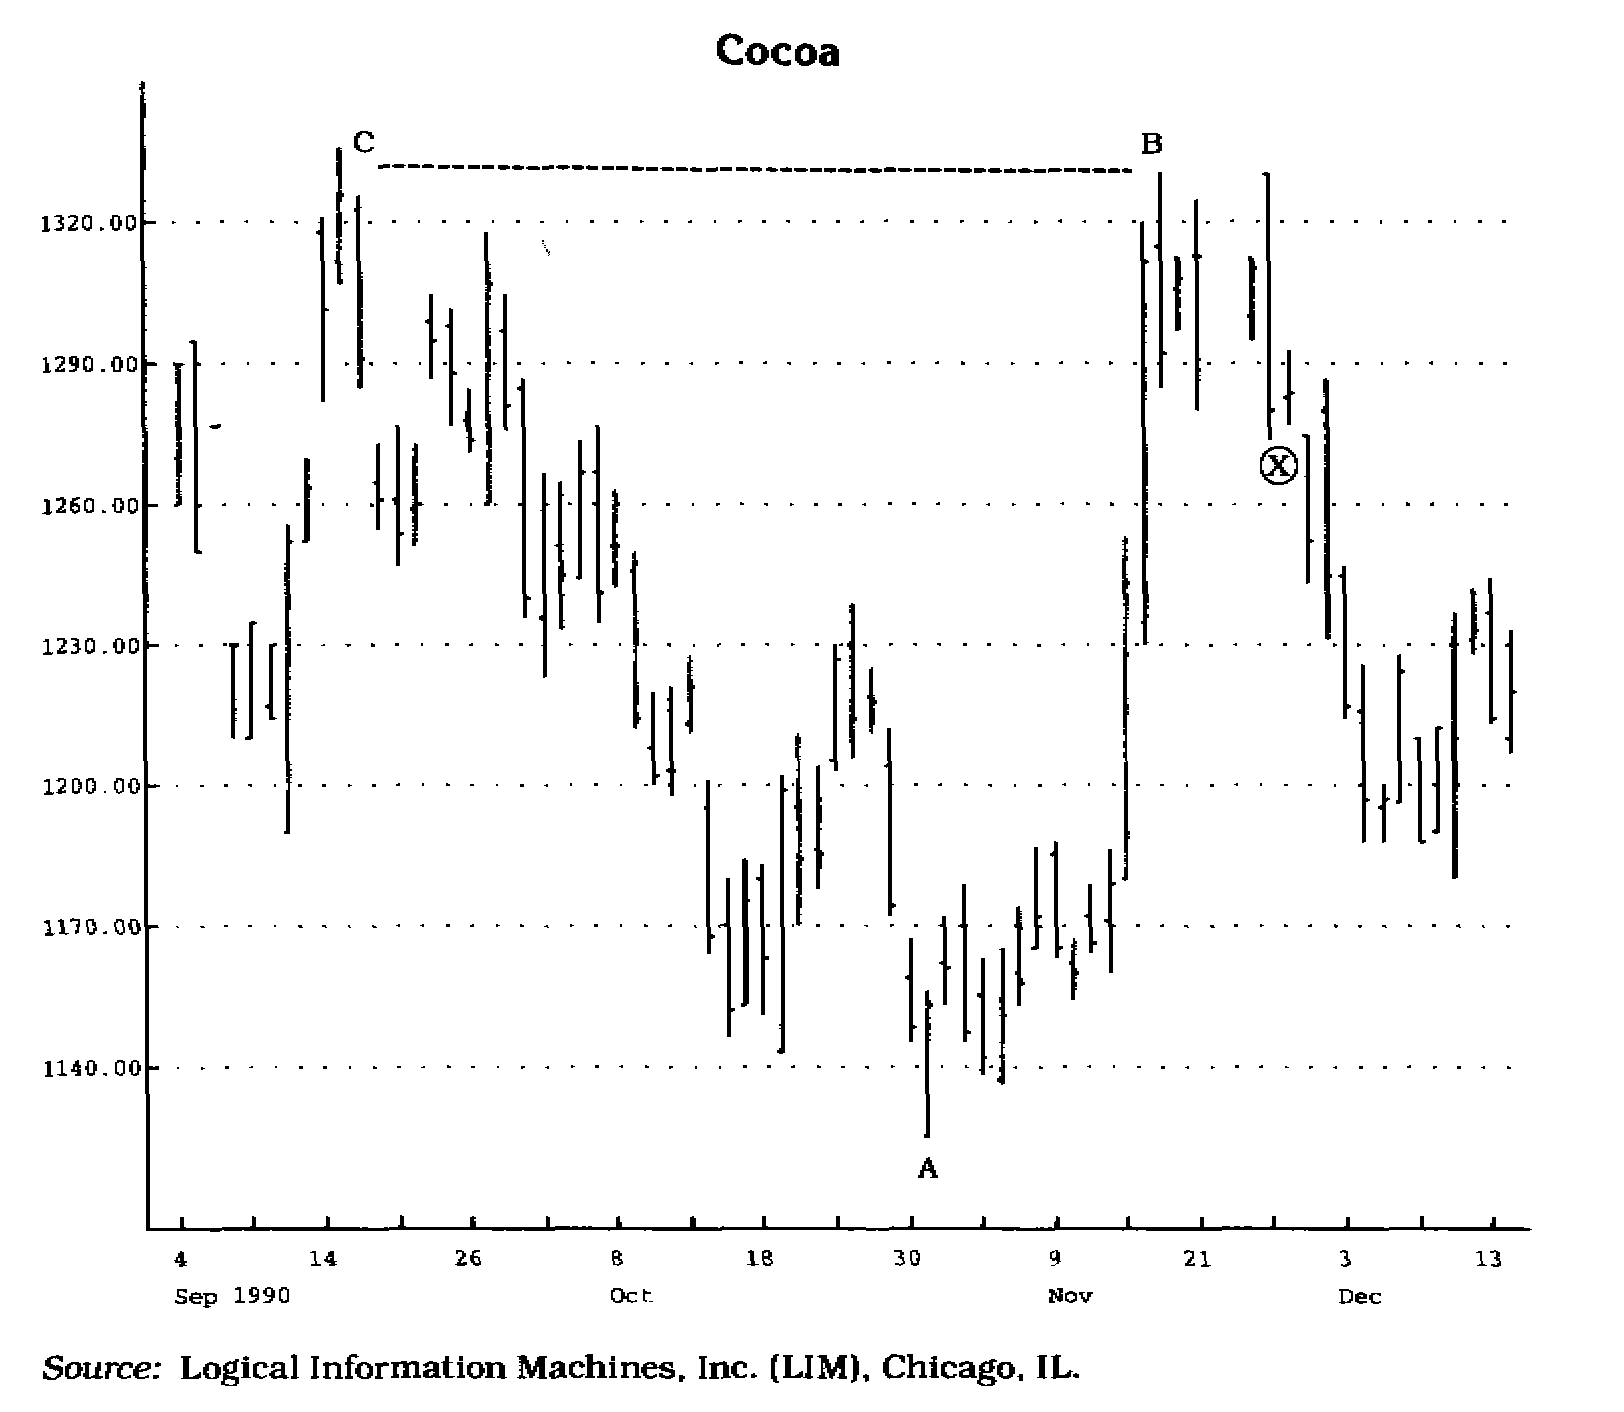 Cocoa
C B
1320.00
1290.00
1260.00
X
1230.00
1200.00
1170.00
1140.00
A
4 14 26 8 18 30 9 21 3 13
Sep 1990 Oct Nov Dec
Source: Logical Information Machines, Inc. (LIM), Chicago, IL.